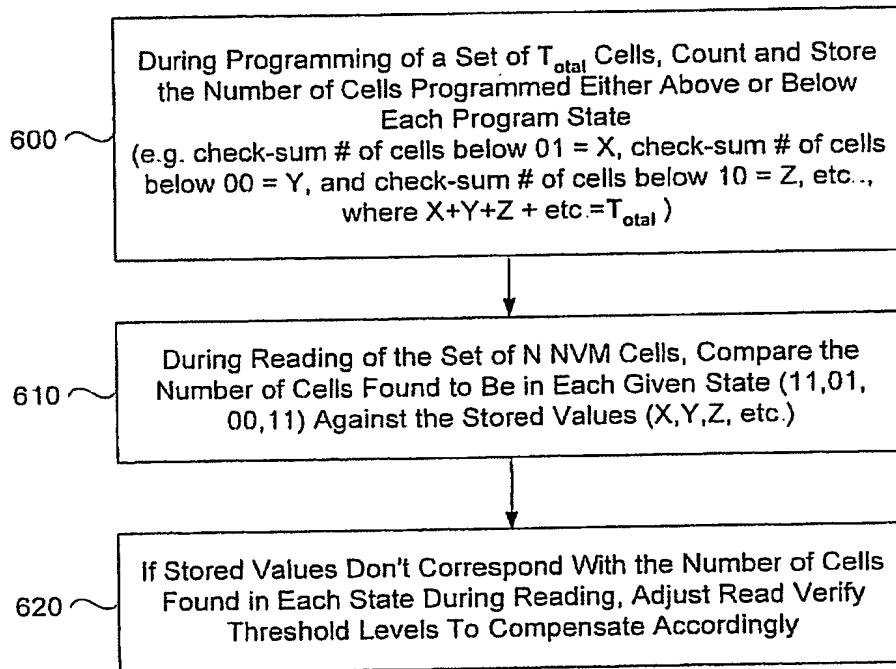 During Programming of a Set of Total Cells, Count and Store
the Number of Cells Programmed Either Above or Below
Each Program State
600
(e.g. check-sum # of cells below 01 = X, check-sum # of cells
below 00 = Y, and check-sum # of cells below 10 = Z, etc..,
where X+Y+Z + etc.=Total )
During Reading of the Set of N NVM Cells, Compare the
610
Number of Cells Found to Be in Each Given State (11,01,
00,11) Against the Stored Values (X,Y,Z, etc.)
If Stored Values Don't Correspond With the Number of Cells
620
Found in Each State During Reading, Adjust Read Verify
Threshold Levels To Compensate Accordingly